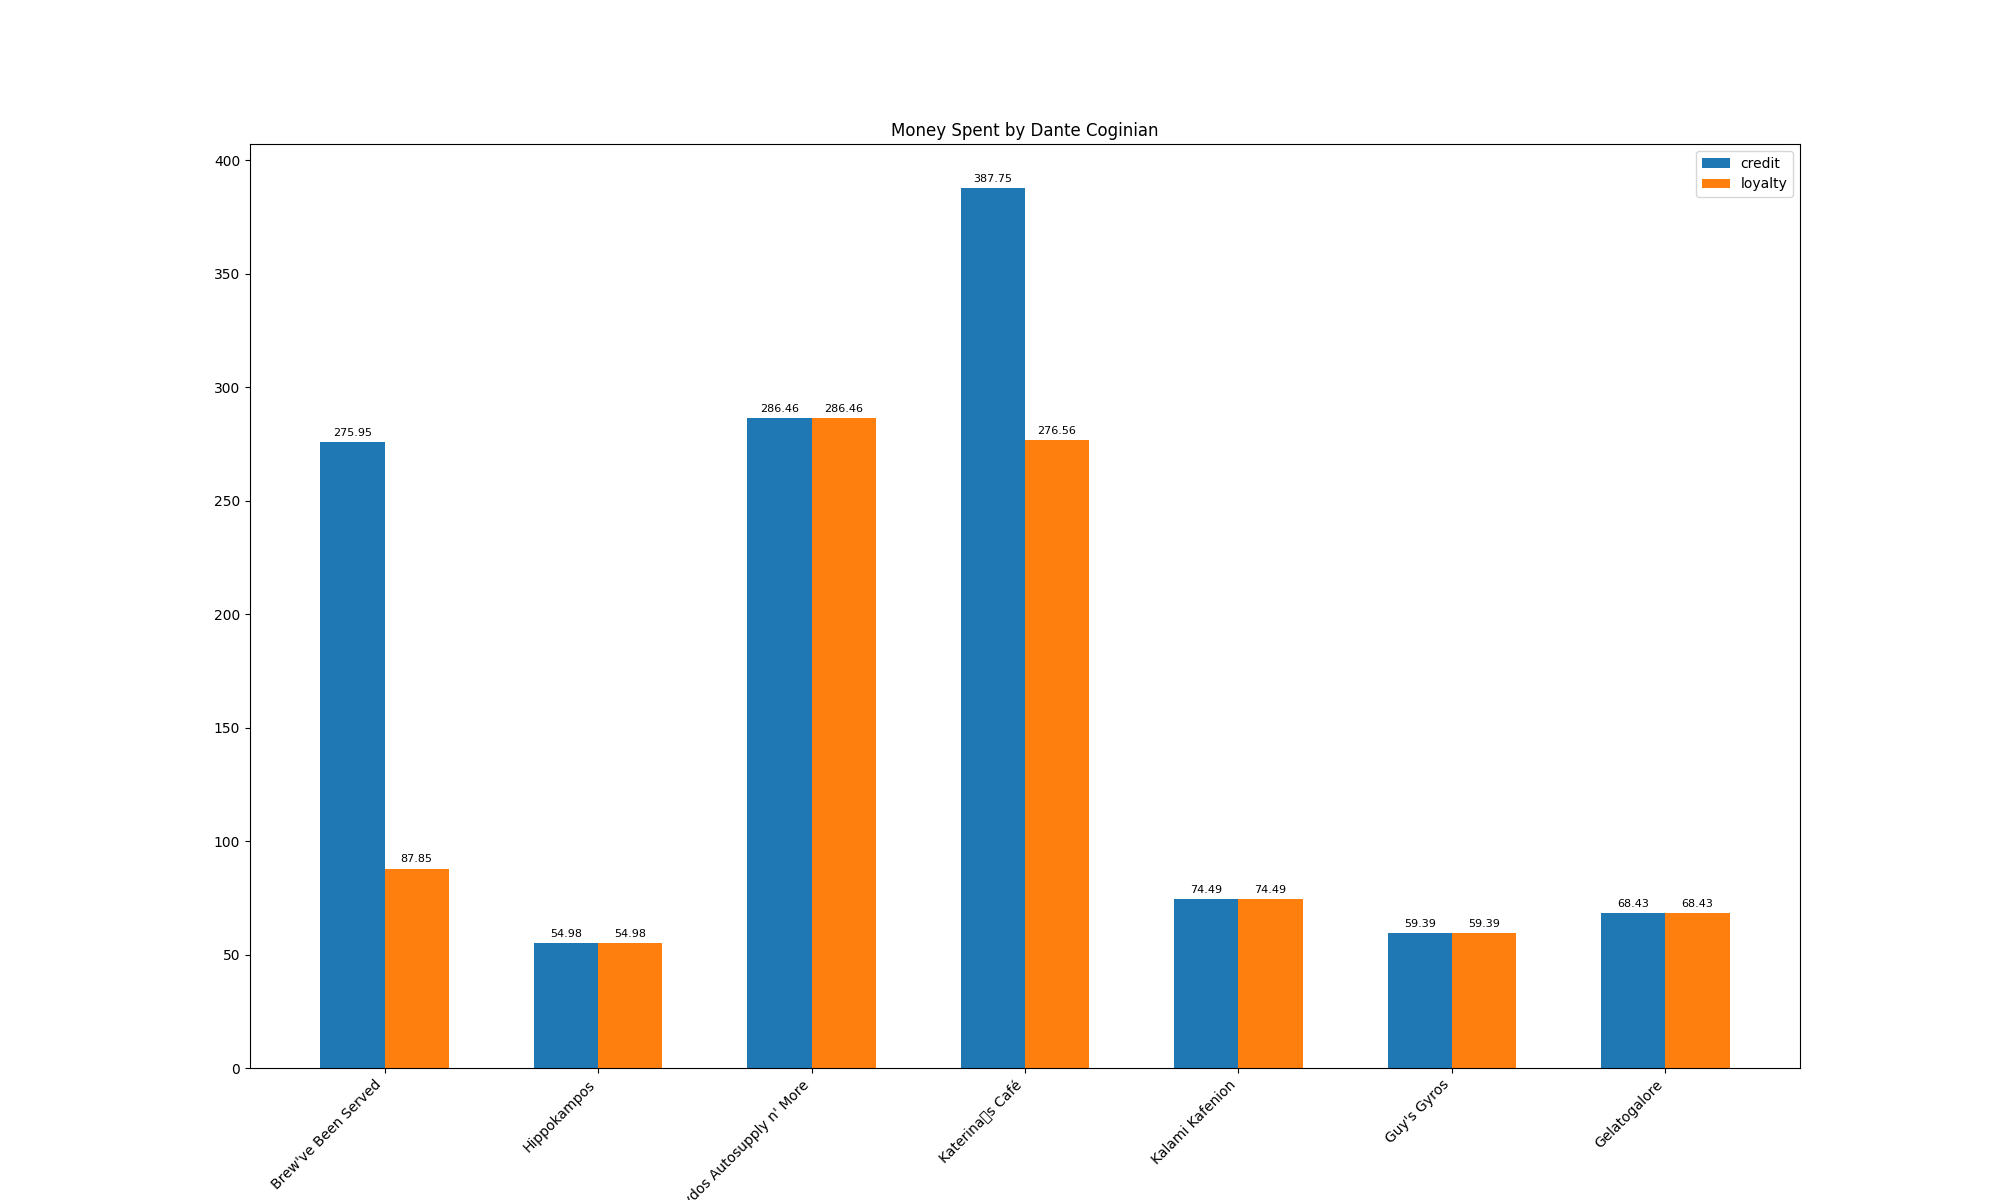 Money Spent by Dante Coginian
credit
loyalty
400
350
300
250
200
150
100
50
0
275.95
87.85
54.98
54.98
286.46
286.46
387.75
276.56
74.49
74.49
59.39
59.39
68.43
68.43
Brew've Been Served
Hippokampos
Autosupply n' More
Katerina▯s Café
Kalami Kafenion
Guy's Gyros
Gelatogalore